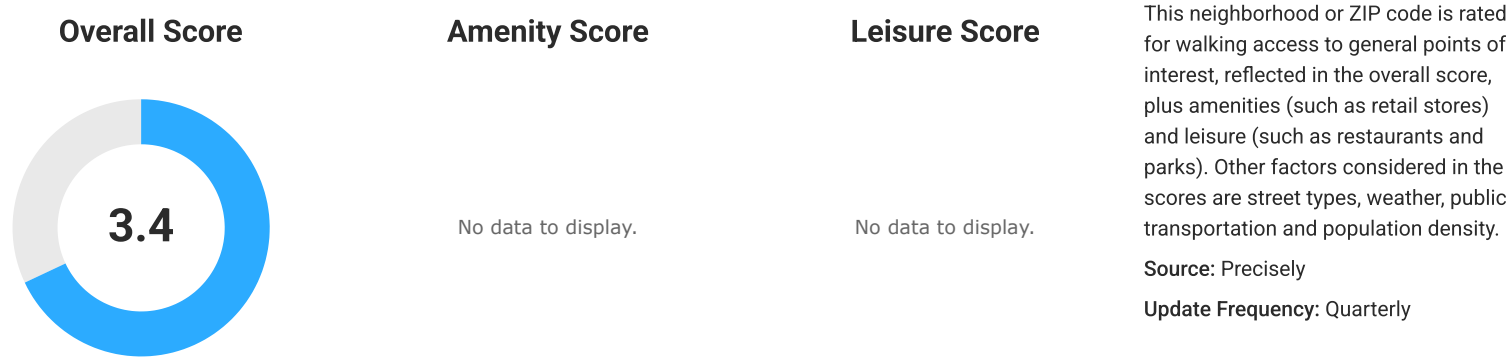 Overall Score
3.4
Amenity Score
No data to display.
Leisure Score
No data to display.
This neighborhood or ZIP code is rated
for walking access to general points of
interest, reflected in the overall score,
plus amenities (such as retail stores)
and leisure (such as restaurants and
parks). Other factors considered in the
scores are street types, weather, public
transportation and population density.
Source: Precisely
Update Frequency: Quarterly